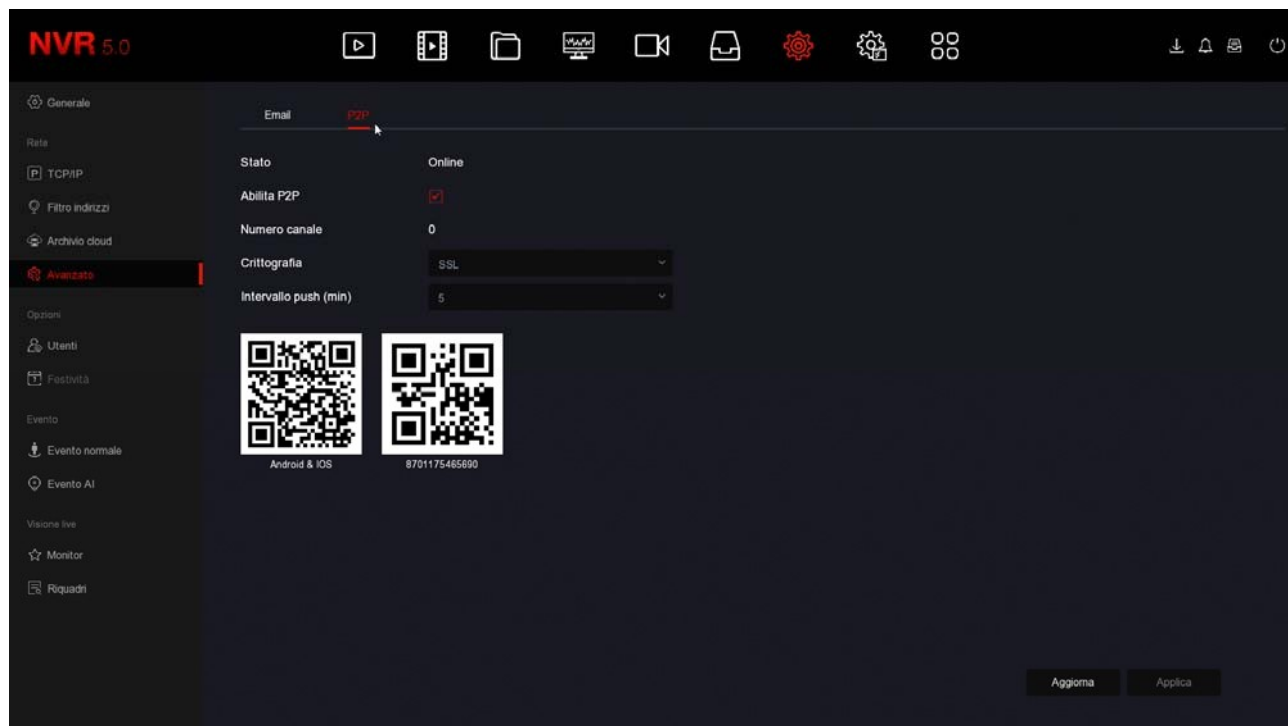 NVR 5.0
Generale
Rete
TCP/IP
Filtro indirizzi
Archivio cloud
Avanzato
Opzioni
Utenti
Festività
Evento
Evento normale
Evento AI
Visione live
Monitor
Riquadri
Email P2P
Stato Online
Abilita P2P
Numero canale 0
Crittografia SSL
Intervallo push (min) 5
Android & IOS 8701175465690
Aggiorna Applica